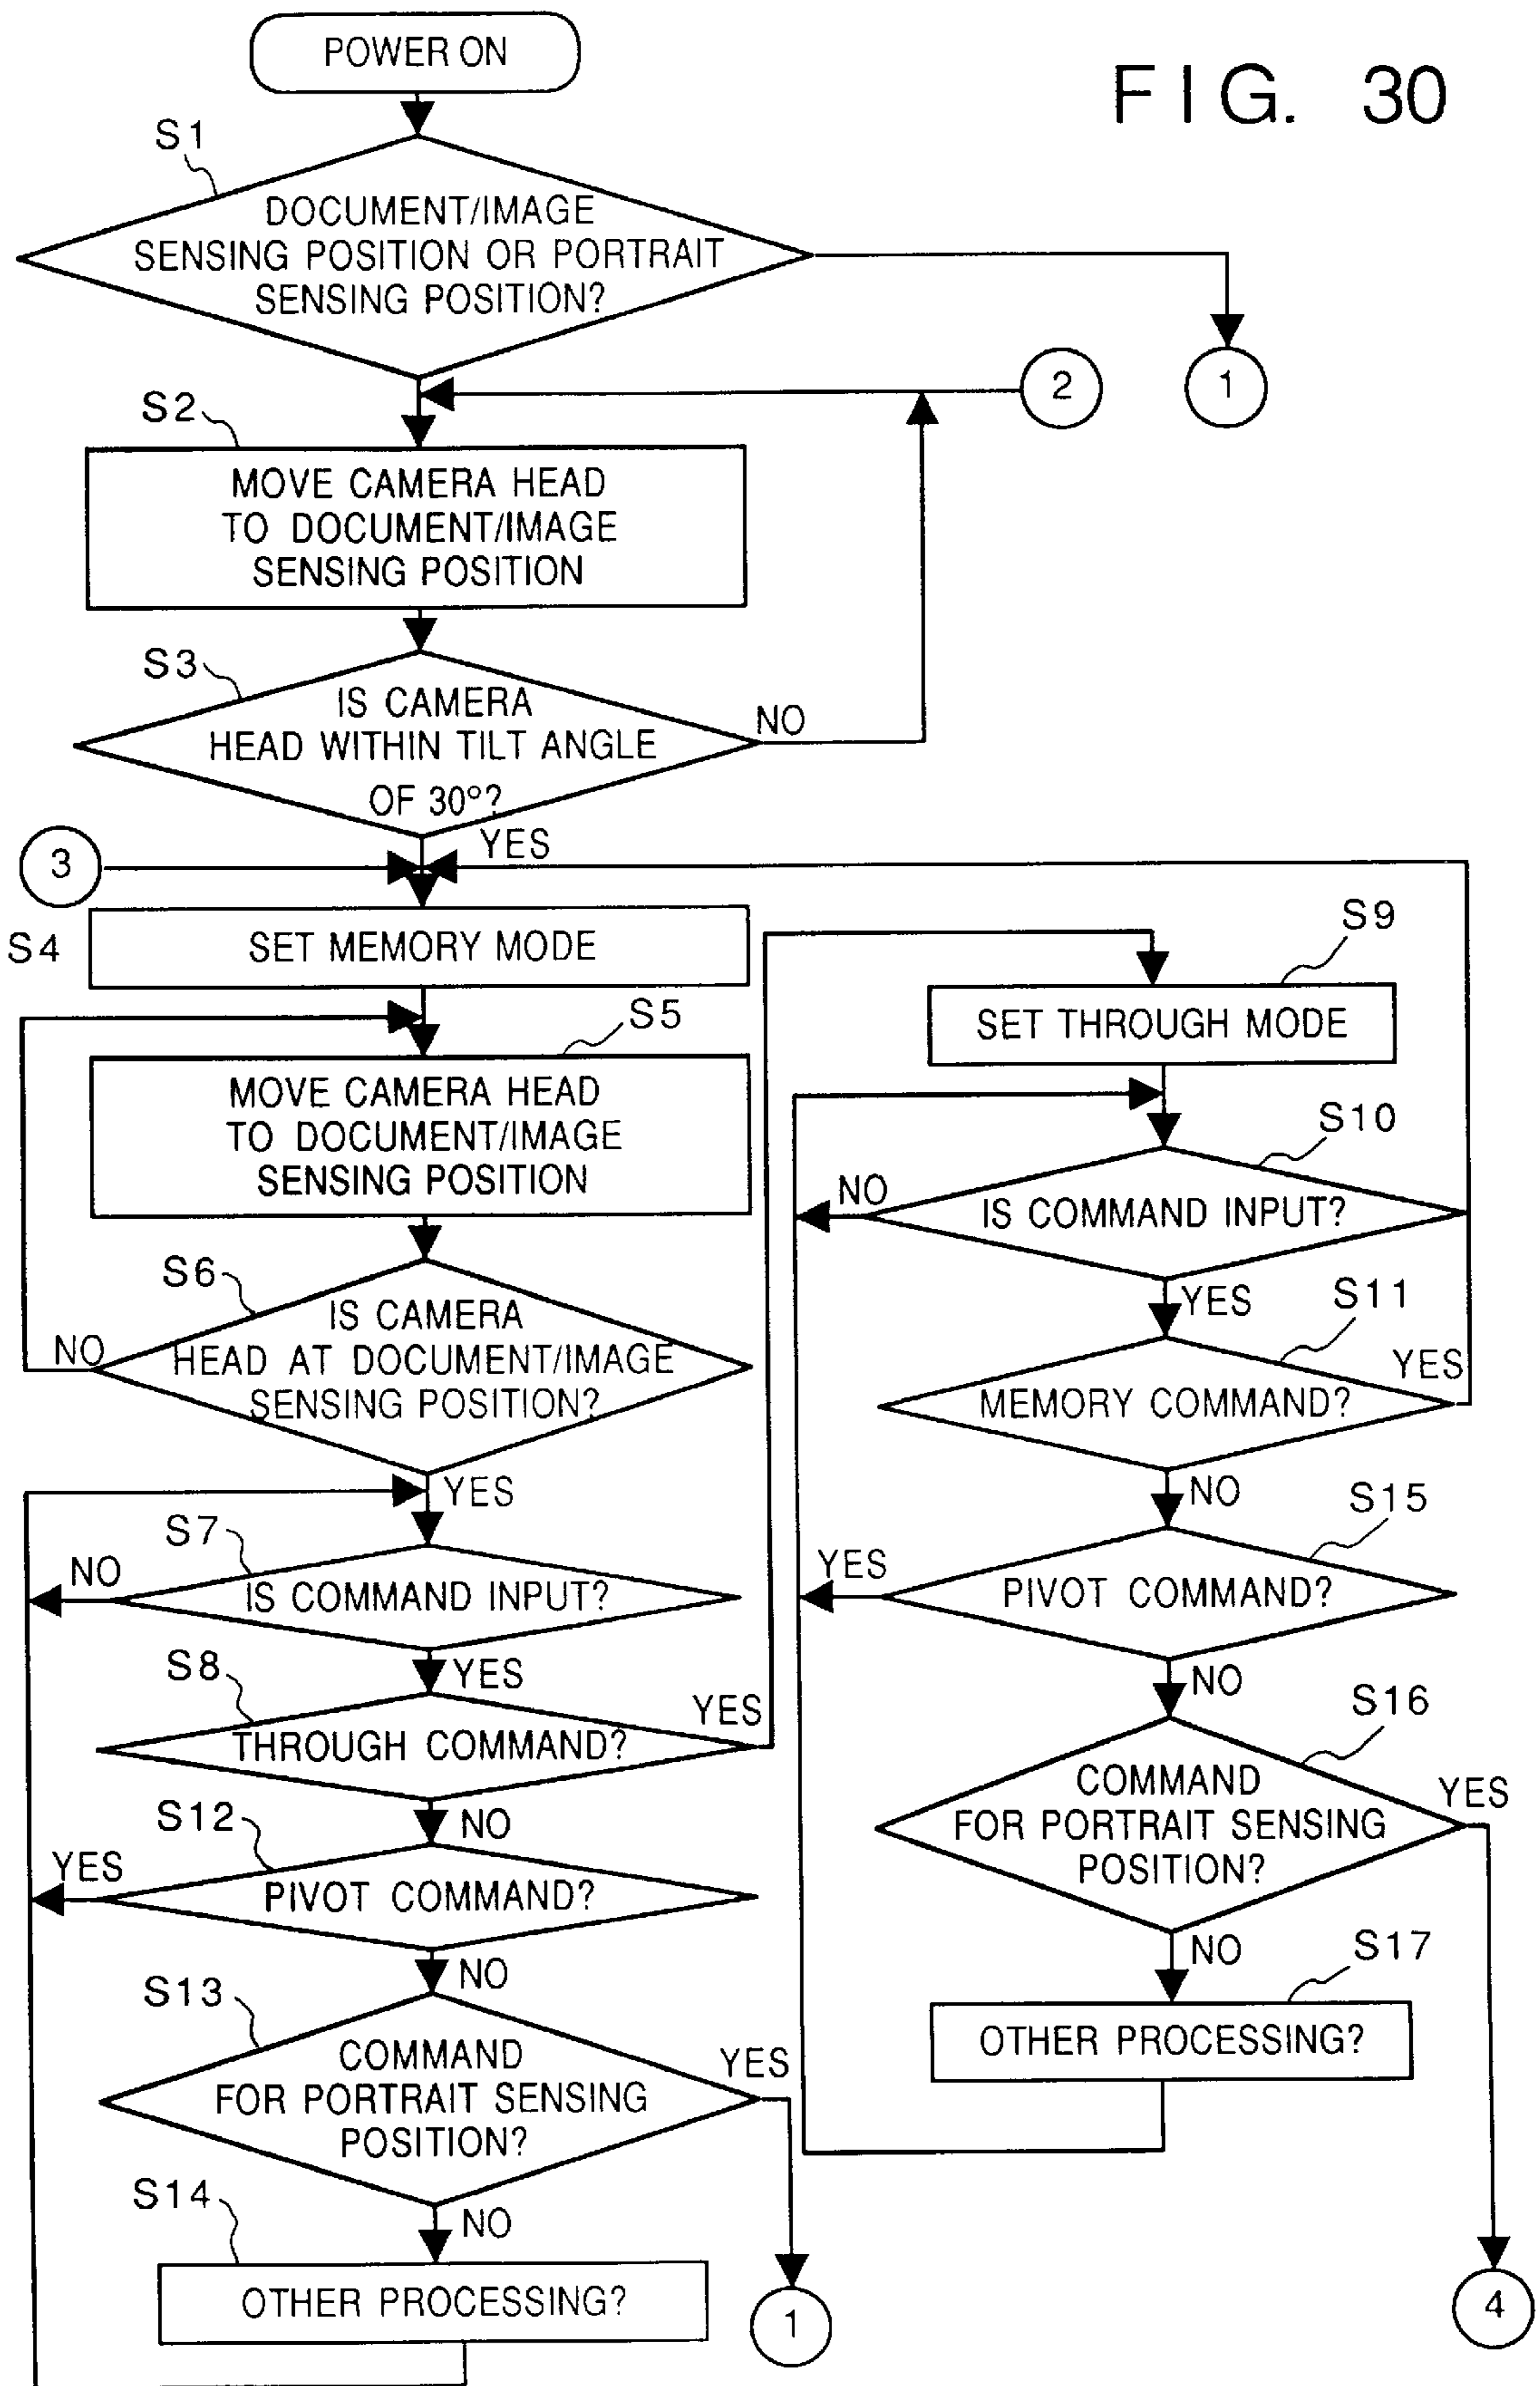 POWER ON
FIG. 30
S1
DOCUMENT/IMAGE
SENSING POSITION OR PORTRAIT
SENSING POSITION?
2
1
S2
MOVE CAMERA HEAD
TO DOCUMENT/IMAGE
SENSING POSITION
S3
IS CAMERA
HEAD WITHIN TILT ANGLE
OF 30°?
NO
YES
3
S4
SET MEMORY MODE
S5
MOVE CAMERA HEAD
TO DOCUMENT/IMAGE
SENSING POSITION
S6
IS CAMERA
HEAD AT DOCUMENT/IMAGE
SENSING POSITION?
NO
YES
S7
IS COMMAND INPUT?
NO
YES
S8
THROUGH COMMAND?
YES
NO
S12
PIVOT COMMAND?
YES
NO
S13
COMMAND
FOR PORTRAIT SENSING
POSITION?
YES
NO
S14
OTHER PROCESSING?
1
S9
SET THROUGH MODE
S10
IS COMMAND INPUT?
NO
YES
S11
MEMORY COMMAND?
YES
NO
S15
PIVOT COMMAND?
YES
NO
S16
COMMAND
FOR PORTRAIT SENSING
POSITION?
YES
NO
S17
OTHER PROCESSING?
4